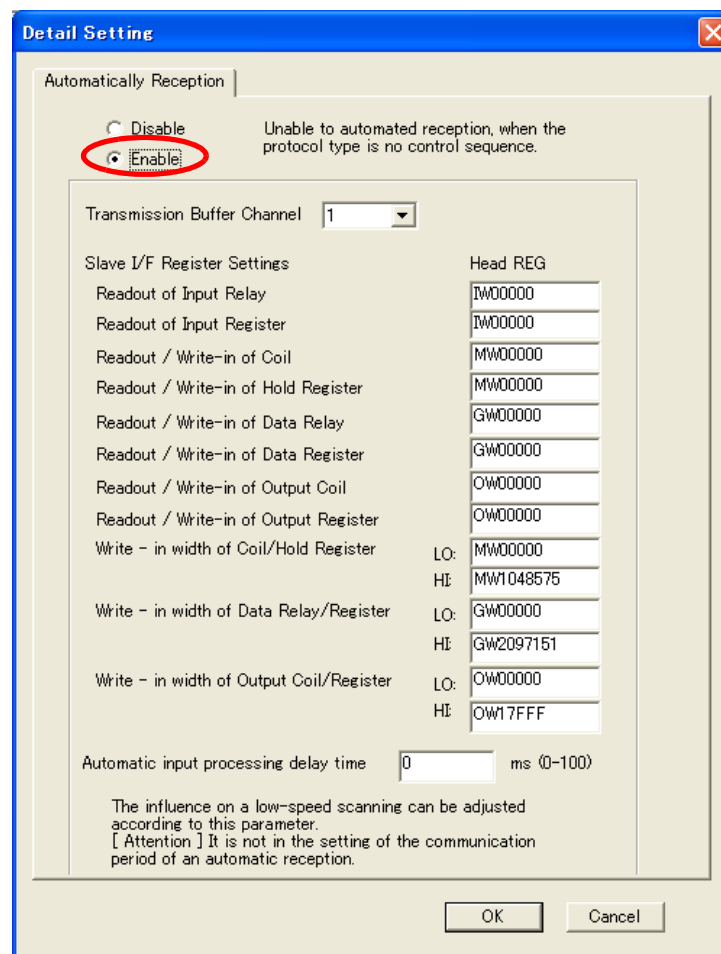 Detail Setting
Automatically Reception
Disable
Unable to automated reception, when the
protocol type is no control sequence.
Enable
Transmission Buffer Channel 1
Slave I/F Register Settings Head REG
Readout of Input Relay IW00000
Readout of Input Register IW00000
Readout / Write-in of Coil MW00000
Readout / Write-in of Hold Register MW00000
Readout / Write-in of Data Relay GW00000
Readout / Write-in of Data Register GW00000
Readout / Write-in of Output Coil OW00000
Readout / Write-in of Output Register OW00000
Write - in width of Coil/Hold Register LO: MW00000
HI: MW1048575
Write - in width of Data Relay/Register LO: GW00000
HI: GW2097151
Write - in width of Output Coil/Register LO: OW00000
HI: OW17FFF
Automatic input processing delay time 0 ms (0-100)
The influence on a low-speed scanning can be adjusted
according to this parameter.
[ Attention ] It is not in the setting of the communication
period of an automatic reception.
OK Cancel